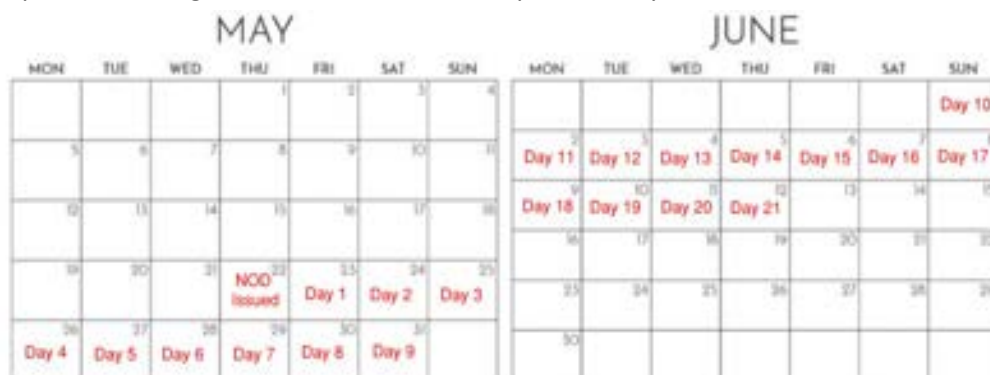 MAY
MON TUE WED THU FRI SAT SUN
1 2 3 4
5 6 7 8 9 10 11
12 13 14 15 16 17 18
19 20 21 22 23 24 25
NOD Day 1 Day 2 Day 3
Issued
26 27 28 29 30 31
Day 4 Day 5 Day 6 Day 7 Day 8 Day 9
JUNE
MON TUE WED THU FRI SAT SUN
Day 10
2 3 4 5 6 7
Day 11 Day 12 Day 13 Day 14 Day 15 Day 16 Day 17
9 10 11 12 13 14
Day 18 Day 19 Day 20 Day 21
16 17 18 19 20 21
23 24 25 26 27 28
30